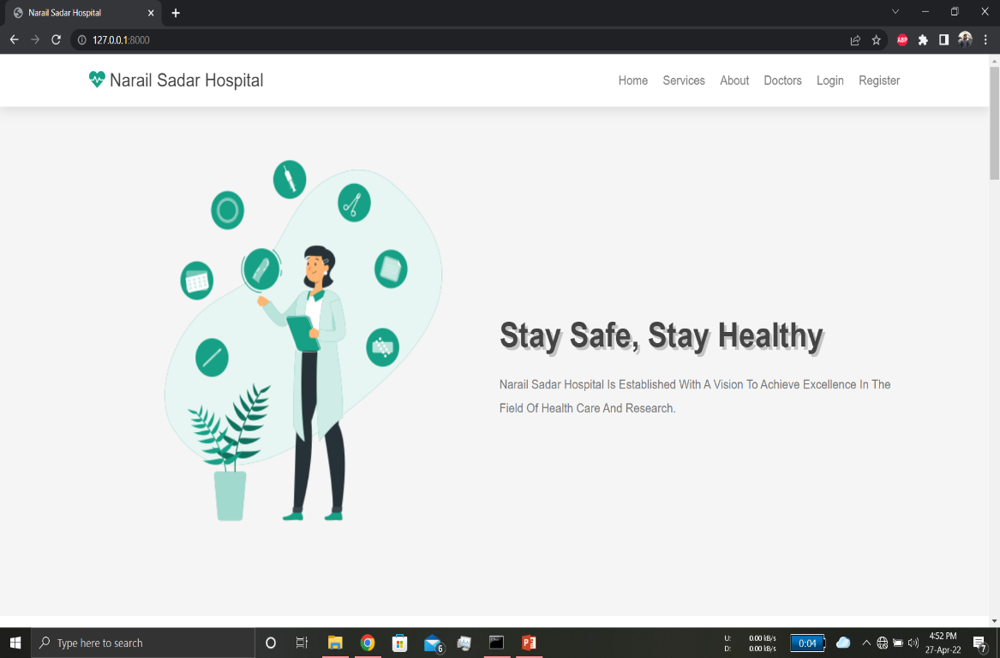 Narail Sadar Hospital
127.0.0.1:8000
ABP
Narail Sadar Hospital
Home Services About Doctors Login Register
Stay Safe, Stay Healthy
Narail Sadar Hospital Is Established With A Vision To Achieve Excellence In The
Field Of Health Care And Research.
Type here to search
6
P
U: 0.00 kB/s
D: 0.00 kB/s
0:04
4:52 PM
27-Apr-22
7